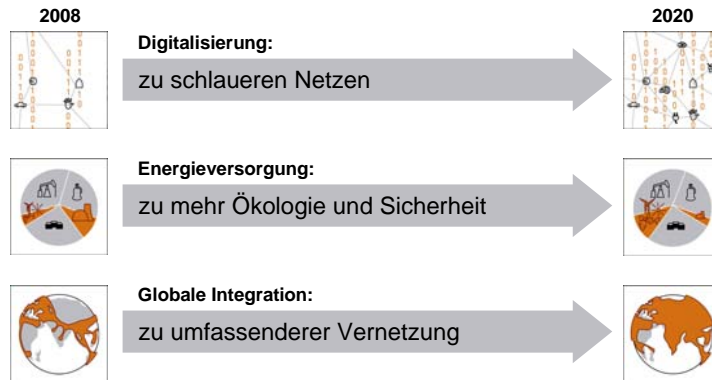 2008
2020
Digitalisierung:
zu schlaueren Netzen
Energieversorgung:
zu mehr Ökologie und Sicherheit
Globale Integration:
zu umfassenderer Vernetzung